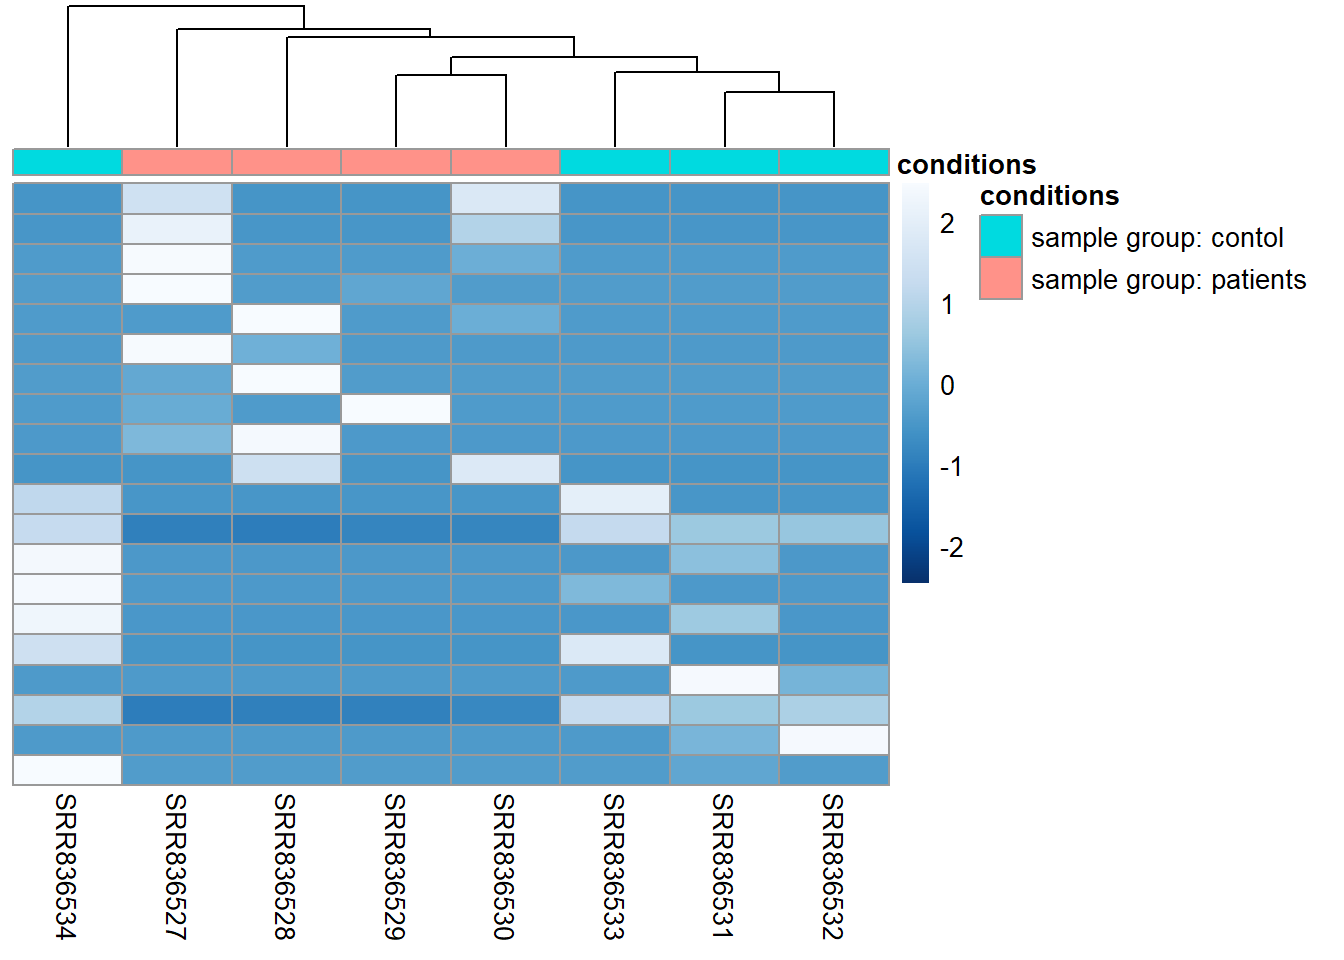 conditions
conditions
sample group: contol
sample group: patients
2
1
0
-1
-2
SRR836534
SRR836527
SRR836528
SRR836529
SRR836530
SRR836533
SRR836531
SRR836532